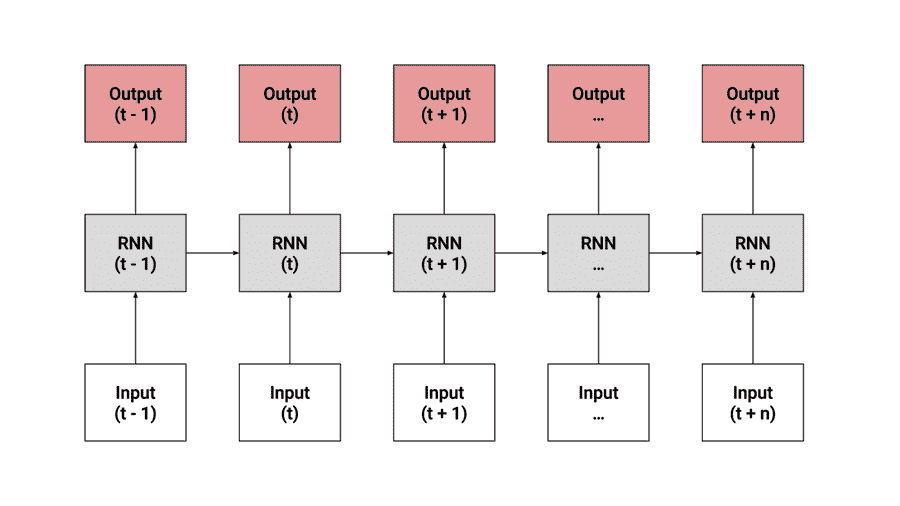 Output
(t - 1)
Output
(t)
Output
(t + 1)
Output
...
Output
(t + n)
RNN
(t - 1)
RNN
(t)
RNN
(t + 1)
RNN
...
RNN
(t + n)
Input
(t - 1)
Input
(t)
Input
(t + 1)
Input
...
Input
(t + n)